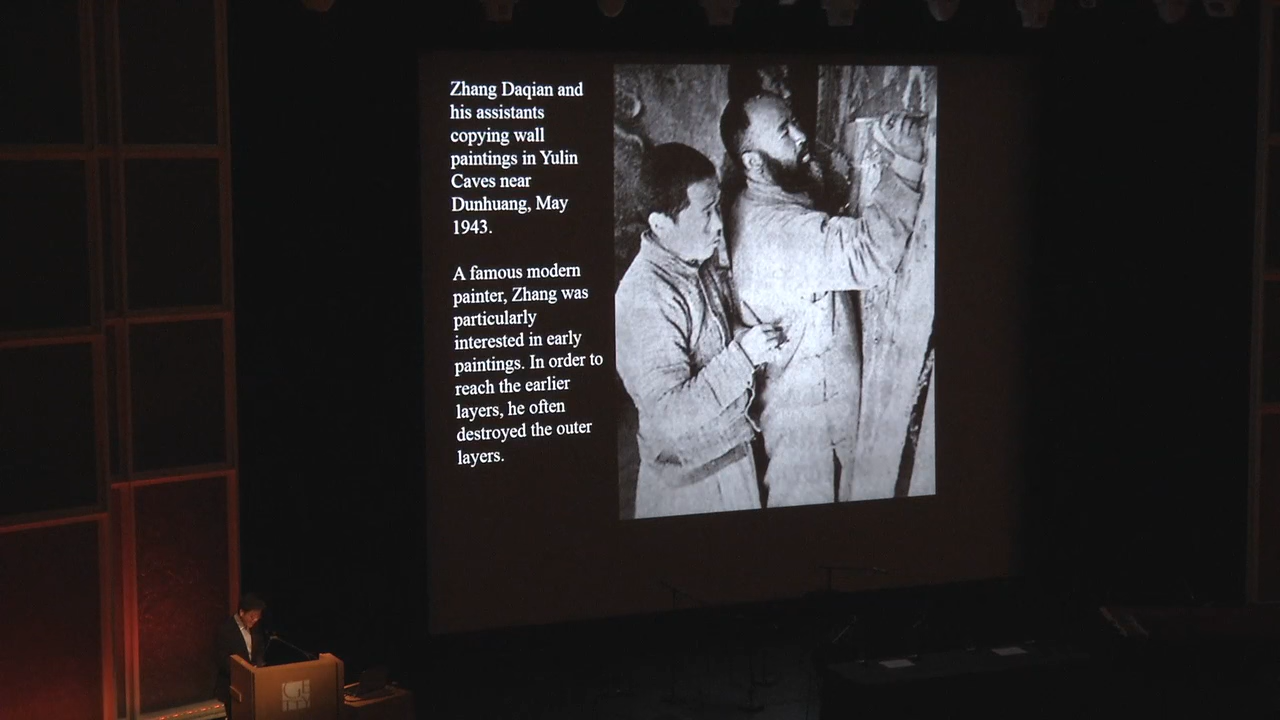 Zhang Daqian and
his assistants
copying wall
paintings in Yulin
Caves near
Dunhuang, May
1943.
A famous modern
painter, Zhang was
particularly
interested in early
paintings. In order to
reach the earlier
layers, he often
destroyed the outer
layers.